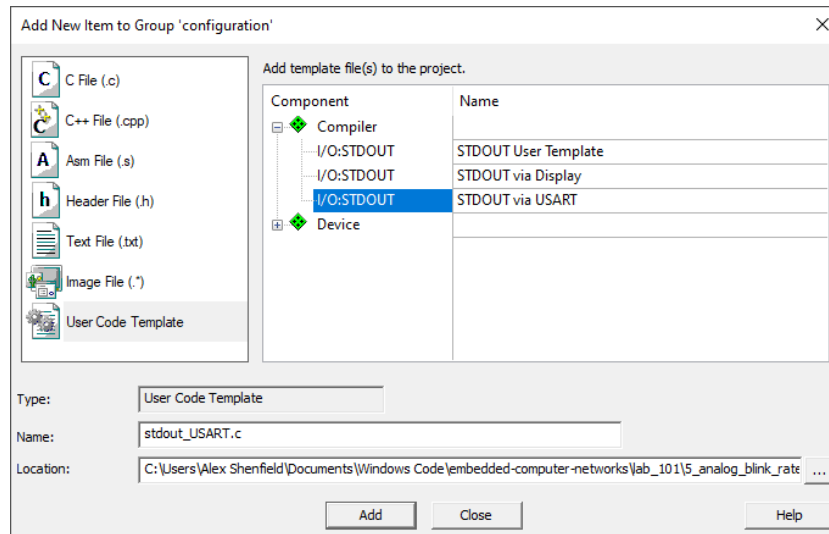 Add New Item to Group 'configuration'
C File (.c)
C++ File (.cpp)
Asm File (.s)
Header File (.h)
Text File (.txt)
Image File (.*)
User Code Template
Add template file(s) to the project.
Component Name
Compiler
I/O:STDOUT STDOUT User Template
I/O:STDOUT STDOUT via Display
I/O:STDOUT STDOUT via USART
Device
Type: User Code Template
Name: stdout_USART.c
Location: C:\Users\Alex Shenfield\Documents\Windows Code\embedded-computer-networks\lab_101\5_analog_blink_rate ...
Add Close Help